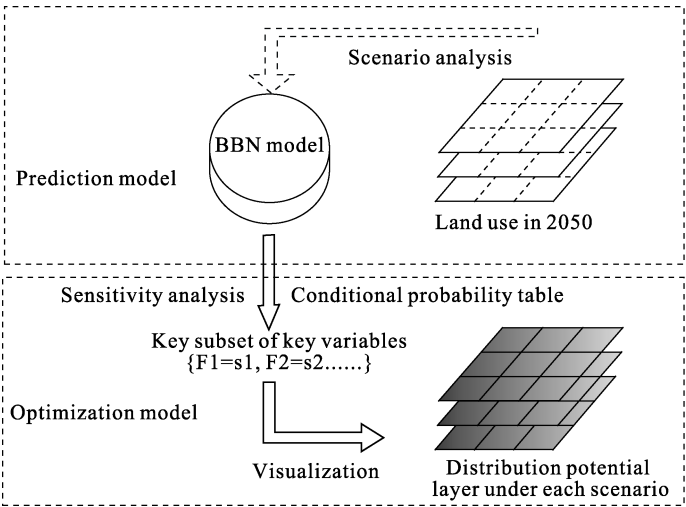 Scenario analysis
BBN model
Prediction model
Land use in 2050
Sensitivity analysis
Conditional probability table
Key subset of key variables
{F1=s1, F2=s2......}
Optimization model
Visualization
Distribution potential
layer under each scenario